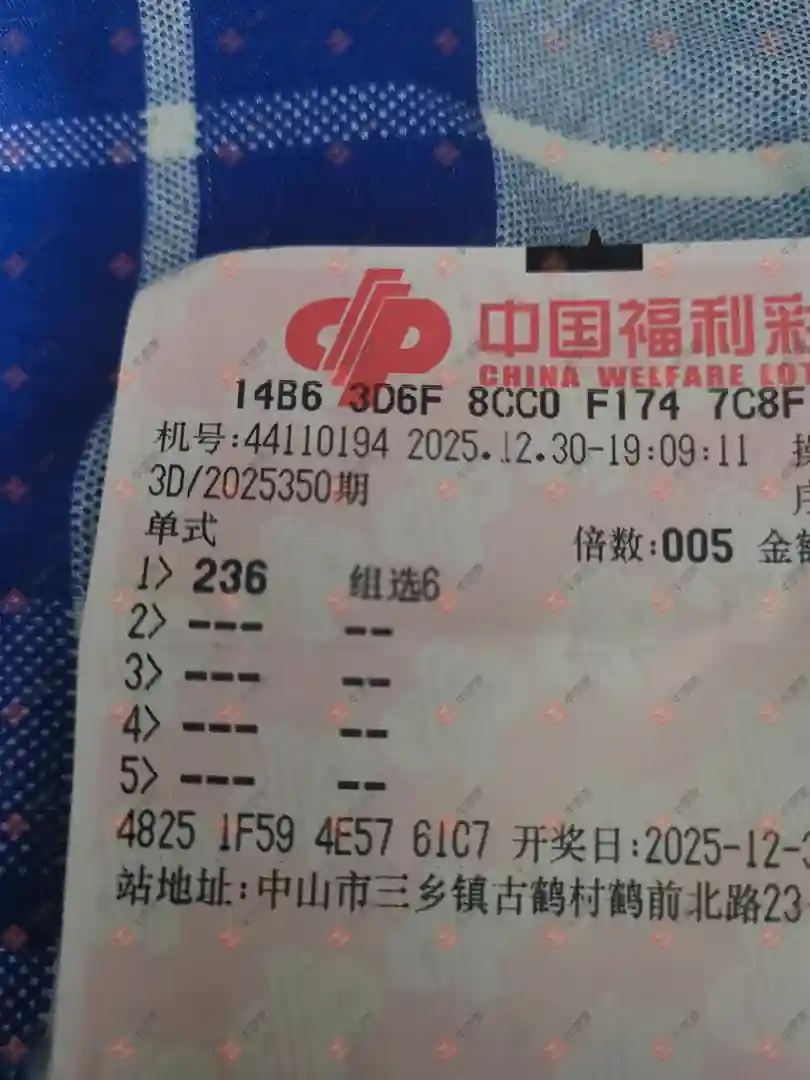 中国福利彩
CHINA WELFARE LOT
14B6 3D6F 8CC0 F174 7C8F
机号:44110194 2025.12.30-19:09:11
3D/2025350期
单式
倍数:005 金额
1> 236 组选6
2> --- --
3> --- --
4> --- --
5> --- --
4825 1F59 4E57 61C7 开奖日:2025-12-3
站地址:中山市三乡镇古鹤村鹤前北路23